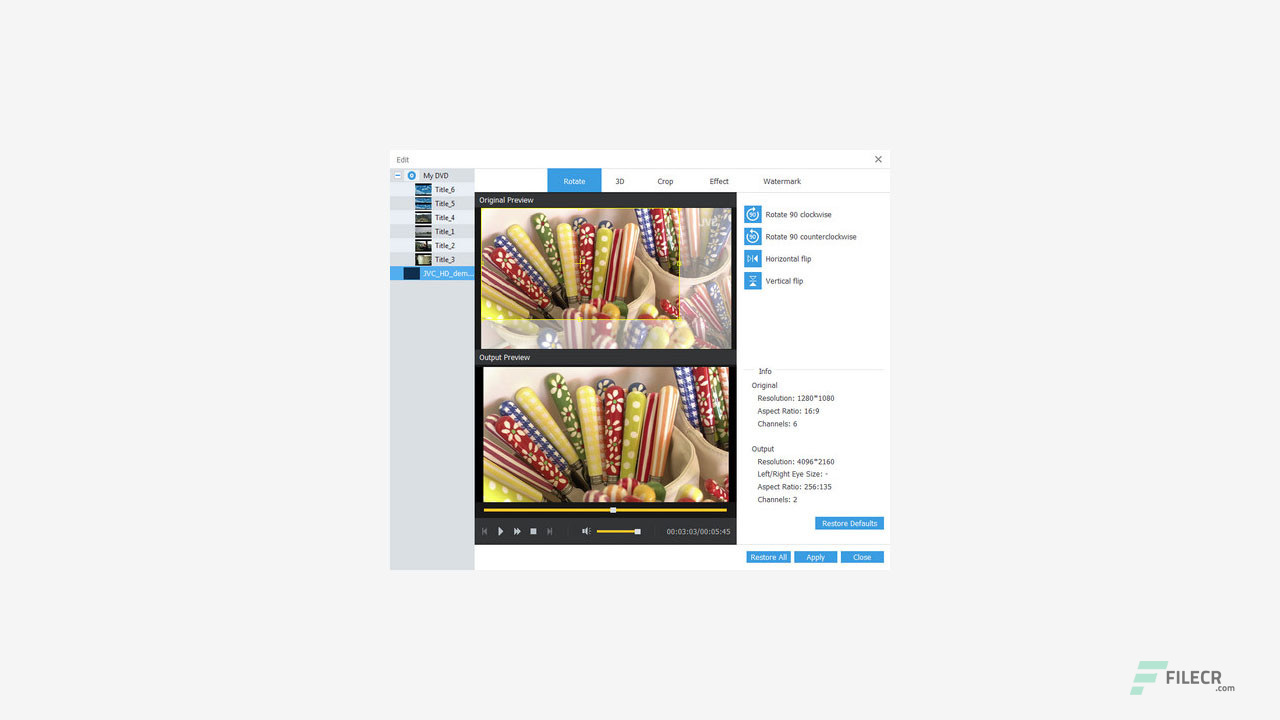 Edit
My DVD
Title_6
Title_5
Title_4
Title_1
Title_2
Title_3
JVC_HD_dem...
Rotate 3D Crop Effect Watermark
Original Preview
LIVE
Output Preview
00:03:03/00:05:45
90 Rotate 90 clockwise
90 Rotate 90 counterclockwise
Horizontal flip
Vertical flip
Info
Original
Resolution: 1280*1080
Aspect Ratio: 16:9
Channels: 6
Output
Resolution: 4096*2160
Left/Right Eye Size: -
Aspect Ratio: 256:135
Channels: 2
Restore Defaults
Restore All Apply Close
FILECR
.com